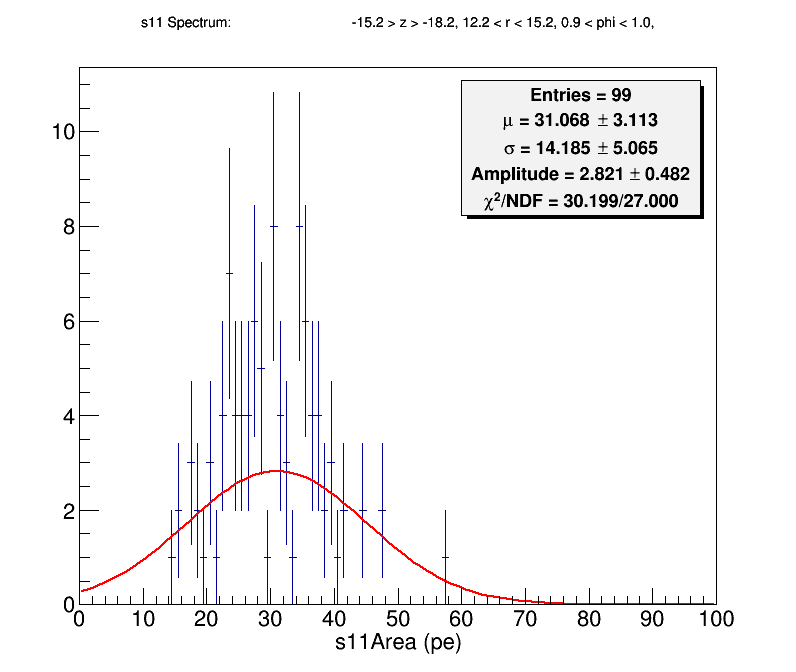 s11 Spectrum: -15.2 > z > -18.2, 12.2 < r < 15.2, 0.9 < phi < 1.0,
Entries = 99
μ = 31.068 ± 3.113
σ = 14.185 ± 5.065
Amplitude = 2.821 ± 0.482
χ²/NDF = 30.199/27.000
10
8
6
4
2
0
0 10 20 30 40 50 60 70 80 90 100
s11Area (pe)